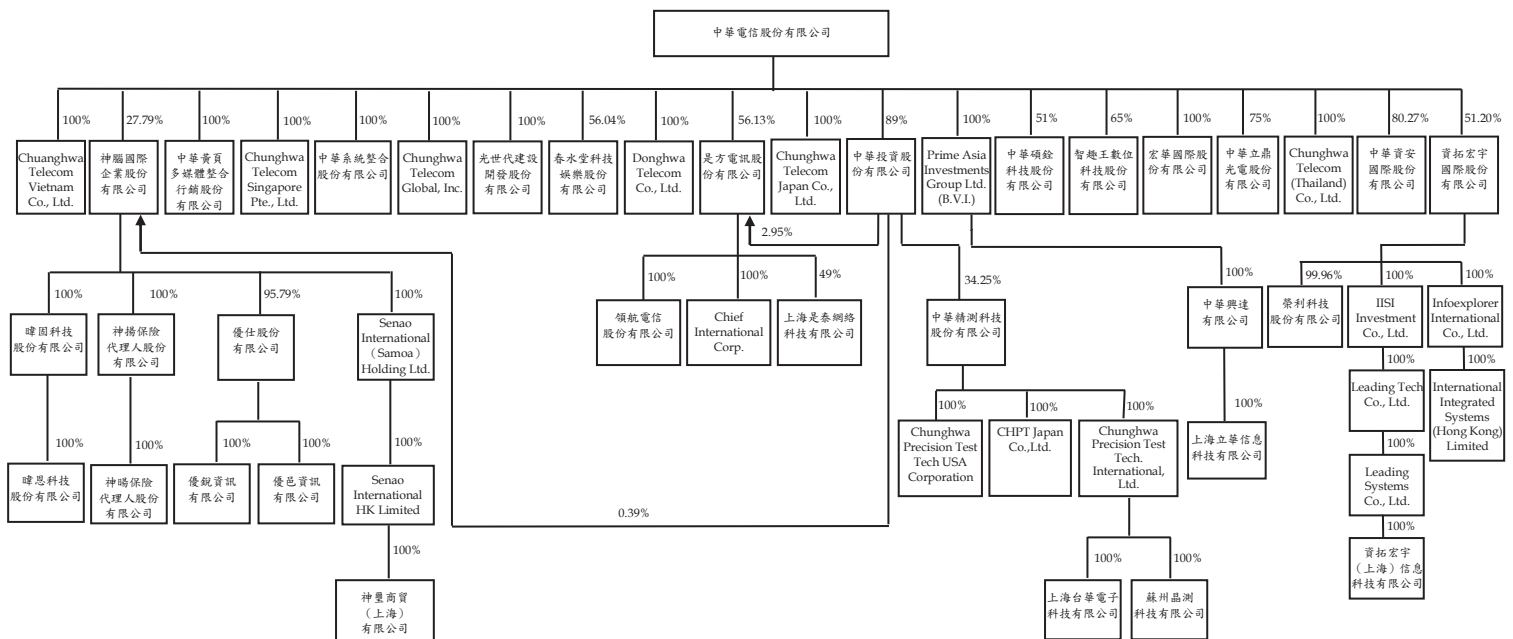 中華電信股份有限公司
100%
27.79%
100%
100%
100%
100%
100%
56.04%
100%
56.13%
100%
89%
100%
51%
65%
100%
75%
100%
80.27%
51.20%
Chuanghwa
Telecom
Vietnam
Co., Ltd.
神腦國際
企業股份
有限公司
中華黃頁
多媒體整合
行銷股份
有限公司
Chunghwa
Telecom
Singapore
Pte., Ltd.
中華系統整合
股份有限公司
Chunghwa
Telecom
Global, Inc.
光世代建設
開發股份
有限公司
春水堂科技
娛樂股份
有限公司
Donghwa
Telecom
Co., Ltd.
是方電訊股
份有限公司
Chunghwa
Telecom
Japan Co.,
Ltd.
中華投資股
份有限公司
Prime Asia
Investments
Group Ltd.
(B.V.I.)
中華碩銓
科技股份
有限公司
智趣王數位
科技股份
有限公司
宏華國際股
份有限公司
中華立鼎
光電股份
有限公司
Chunghwa
Telecom
(Thailand)
Co., Ltd.
中華資安
國際股份
有限公司
資拓宏宇
國際股份
有限公司
2.95%
100%
100%
95.79%
100%
100%
100%
49%
34.25%
100%
99.96%
100%
100%
暐固科技
股份有限公司
神揚保險
代理人股份
有限公司
優仕股份
有限公司
Senao
International
（Samoa）
Holding Ltd.
領航電信
股份有限公司
Chief
International
Corp.
上海是泰網絡
科技有限公司
中華精測科技
股份有限公司
中華興達
有限公司
榮利科技
股份有限公司
IISI
Investment
Co., Ltd.
Infoexplorer
International
Co., Ltd.
100%
100%
100%
100%
100%
100%
100%
100%
100%
100%
100%
暐恩科技
股份有限公司
神暘保險
代理人股份
有限公司
優銳資訊
有限公司
優邑資訊
有限公司
Senao
International
HK Limited
Chunghwa
Precision Test
Tech USA
Corporation
CHPT Japan
Co.,Ltd.
Chunghwa
Precision Test
Tech.
International,
Ltd.
上海立華信息
科技有限公司
Leading Tech
Co., Ltd.
International
Integrated
Systems
(Hong Kong)
Limited
100%
Leading
Systems
Co., Ltd.
0.39%
100%
100%
100%
100%
神璽商貿
（上海）
有限公司
上海台華電子
科技有限公司
蘇州晶測
科技有限公司
資拓宏宇
（上海）信息
科技有限公司